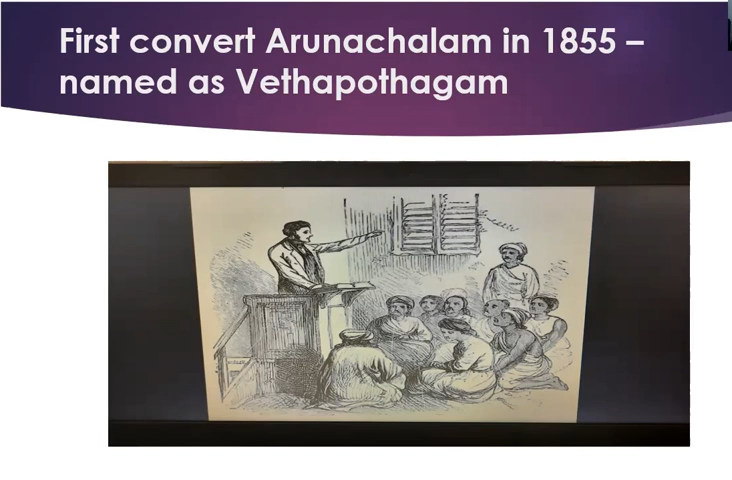 First convert Arunachalam in 1855 –
named as Vethapothagam